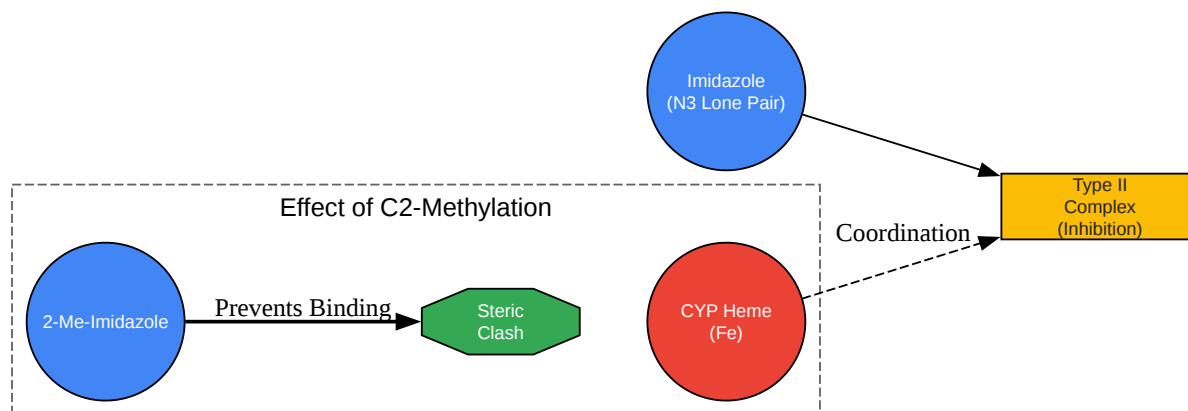 Imidazole
(N3 Lone Pair)
Type II
Complex
(Inhibition)
Effect of C2-Methylation
Coordination
2-Me-Imidazole
Prevents Binding
Steric
Clash
CYP Heme
(Fe)